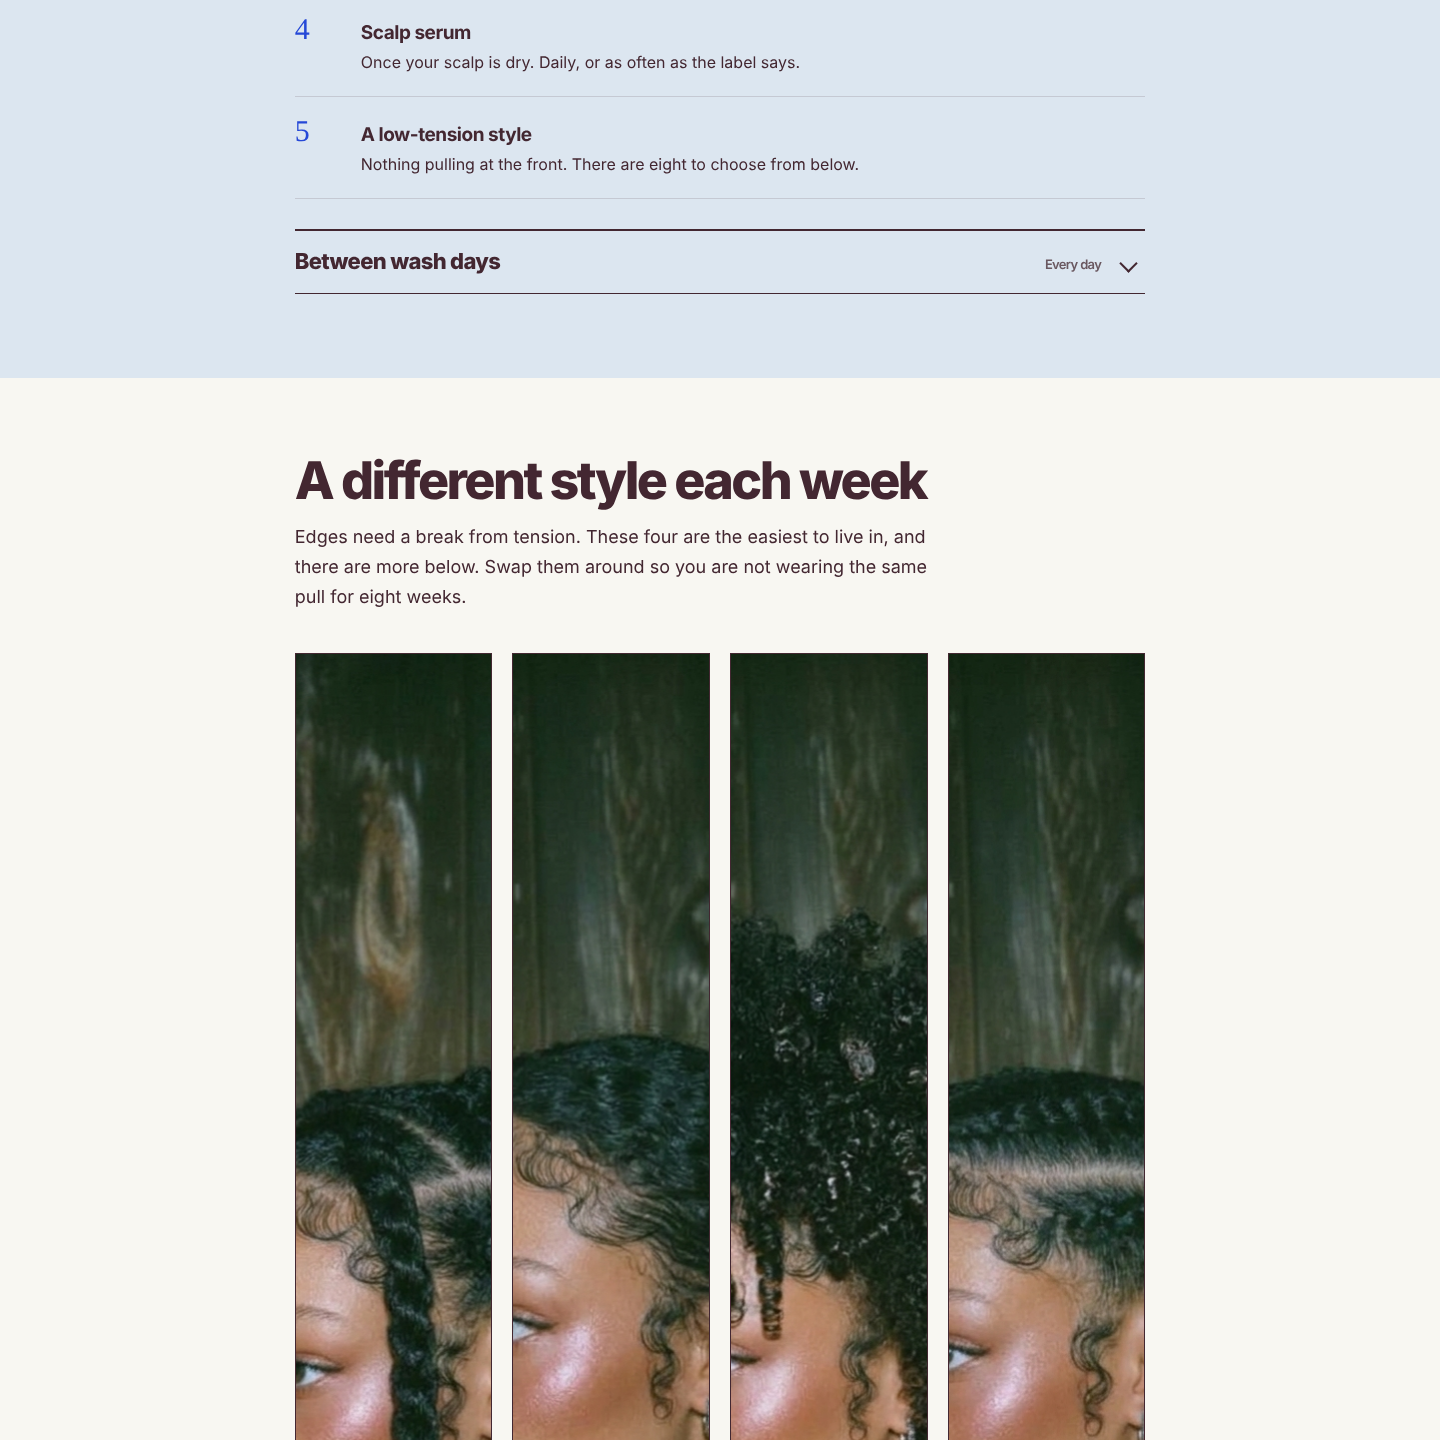 4
Scalp serum
Once your scalp is dry. Daily, or as often as the label says.
5
A low-tension style
Nothing pulling at the front. There are eight to choose from below.
Between wash days
Every day
A different style each week
Edges need a break from tension. These four are the easiest to live in, and
there are more below. Swap them around so you are not wearing the same
pull for eight weeks.